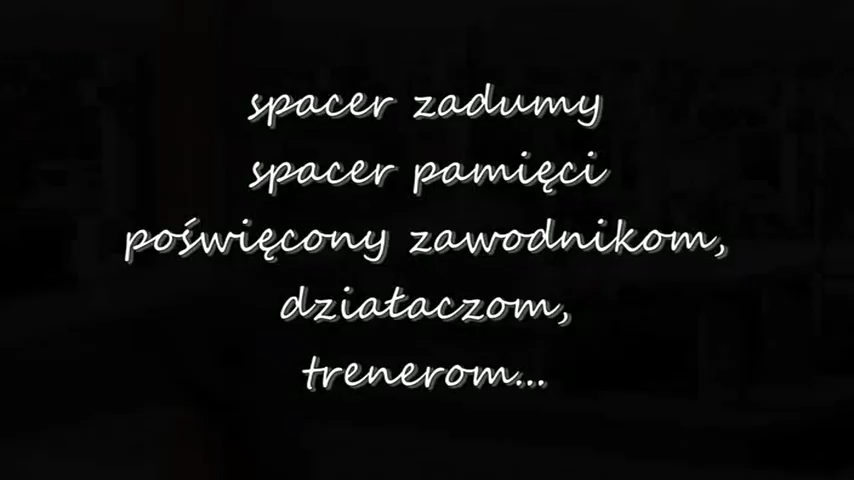 spacer zadumy
spacer pamięci
poświęcony zawodnikom,
działaczom,
trenerom...